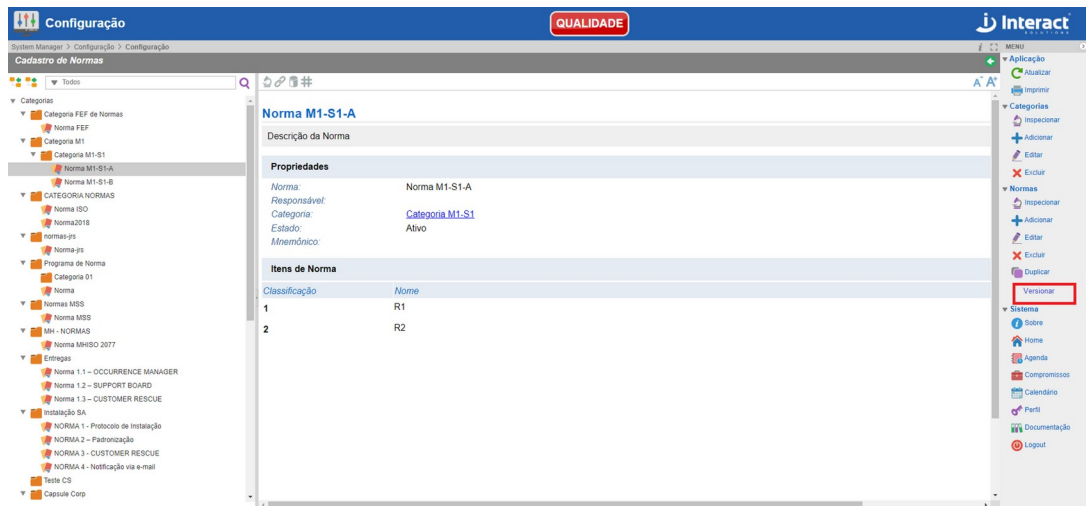 Configuração
QUALIDADE
Interact
SOLUTIONS
System Manager > Configuração > Configuração
Cadastro de Normas
Todos
Categorias
Categoria FEF de Normas
Norma FEF
Categoria M1
Categoria M1-S1
Norma M1-S1-A
Norma M1-S1-B
CATEGORIA NORMAS
Norma ISO
Norma2018
normas-jrs
Norma-jrs
Programa de Norma
Categoria 01
Norma
Normas MSS
Norma MSS
MH - NORMAS
Norma MHISO 2077
Entregas
Norma 1.1 – OCCURRENCE MANAGER
Norma 1.2 – SUPPORT BOARD
Norma 1.3 – CUSTOMER RESCUE
Instalação SA
NORMA 1 - Protocolo de Instalação
NORMA 2 – Padronização
NORMA 3 - CUSTOMER RESCUE
NORMA 4 - Notificação via e-mail
Teste CS
Capsule Corp
A- A+
Norma M1-S1-A
Descrição da Norma
Propriedades
Norma: Norma M1-S1-A
Responsável:
Categoria: Categoria M1-S1
Estado: Ativo
Mnemônico:
Itens de Norma
Classificação Nome
1 R1
2 R2
MENU
Aplicação
Atualizar
Imprimir
Categorias
Inspecionar
Adicionar
Editar
Excluir
Normas
Inspecionar
Adicionar
Editar
Excluir
Duplicar
Versionar
Sistema
Sobre
Home
Agenda
Compromissos
Calendário
Perfil
Documentação
Logout